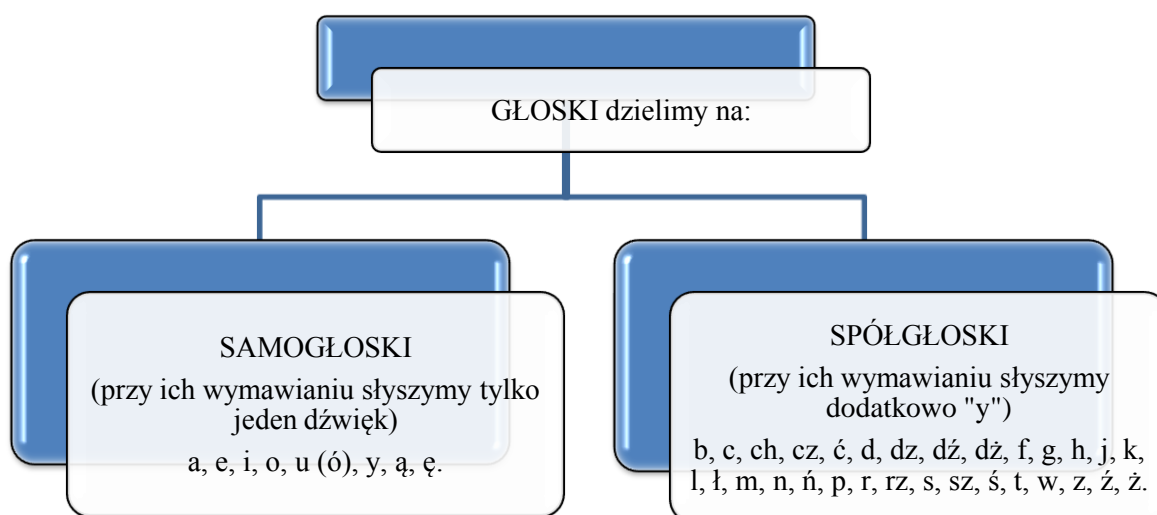 GŁOSKI dzielimy na:
SAMOGŁOSKI
(przy ich wymawianiu słyszymy tylko
jeden dźwięk)
a, e, i, o, u (ó), y, ą, ę.
SPÓŁGŁOSKI
(przy ich wymawianiu słyszymy
dodatkowo "y")
b, c, ch, cz, ć, d, dz, dź, dż, f, g, h, j, k,
l, ł, m, n, ń, p, r, rz, s, sz, ś, t, w, z, ź, ż.